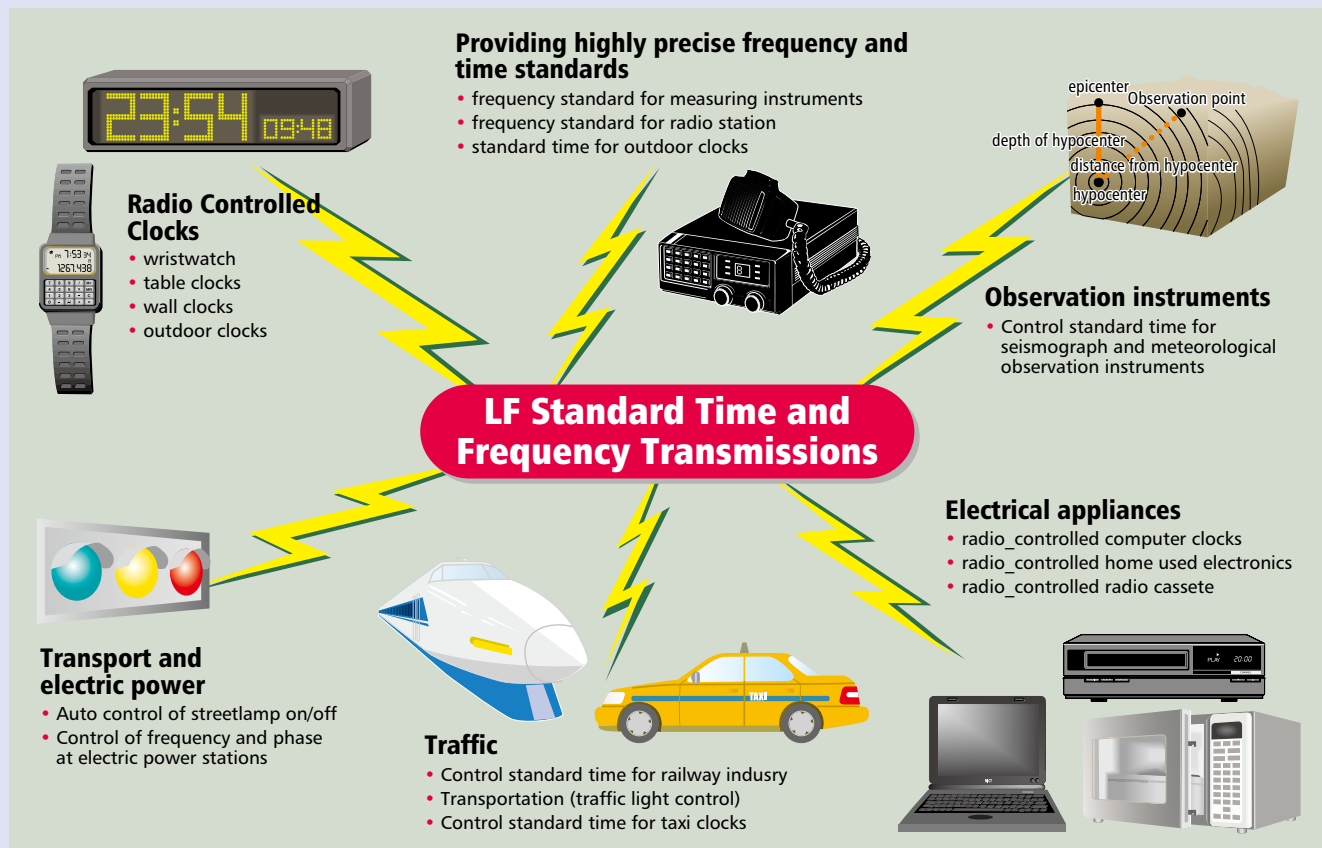 23:54
09:48
Radio Controlled
Clocks
• wristwatch
• table clocks
• wall clocks
• outdoor clocks
PM 7:53 34
1267.438
Providing highly precise frequency and
time standards
• frequency standard for measuring instruments
• frequency standard for radio station
• standard time for outdoor clocks
8
epicenter
Observation point
depth of hypocenter
distance from hypocenter
hypocenter
Observation instruments
• Control standard time for
seismograph and meteorological
observation instruments
LF Standard Time and
Frequency Transmissions
Transport and
electric power
• Auto control of streetlamp on/off
• Control of frequency and phase
at electric power stations
TAXI
Traffic
• Control standard time for railway indusry
• Transportation (traffic light control)
• Control standard time for taxi clocks
Electrical appliances
• radio_controlled computer clocks
• radio_controlled home used electronics
• radio_controlled radio cassete
PLAY 20:00